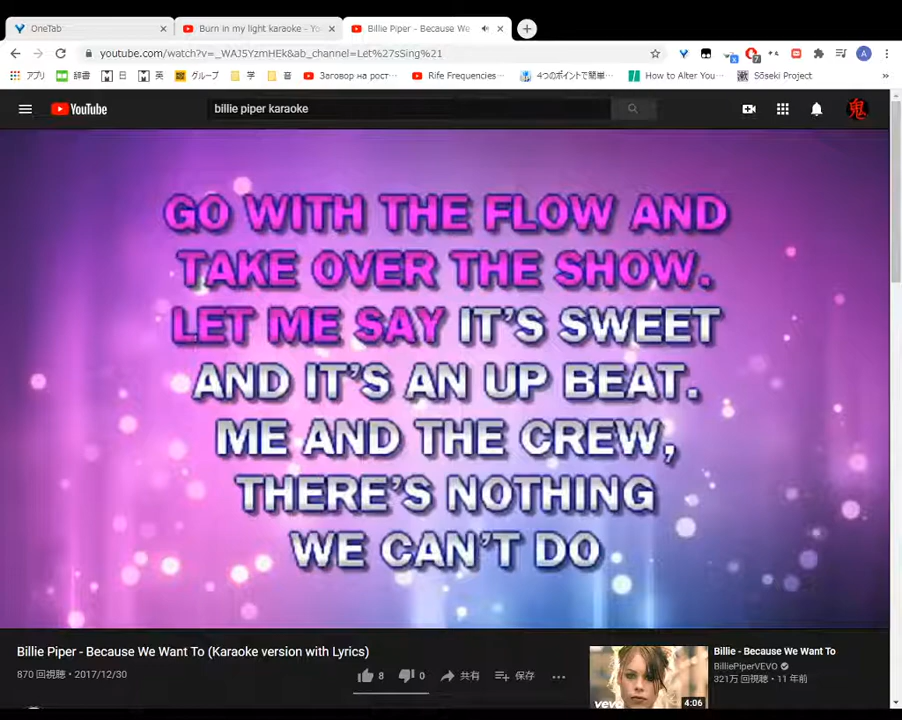 OneTab
Burn in my light karaoke - Yo
Billie Piper - Because We
youtube.com/watch?v=_WAJ5YzmHEk&ab_channel=Let%27sSing%21
A
アプリ 辞書 日 英 グループ 学 音 Заговор на рост… Rife Frequencies… 4つのポイントで簡単… How to Alter You… Sōseki Project »
YouTube
billie piper karaoke
鬼
GO WITH THE FLOW AND
TAKE OVER THE SHOW.
LET ME SAY IT'S SWEET
AND IT'S AN UP BEAT.
ME AND THE CREW,
THERE'S NOTHING
WE CAN'T DO
Billie Piper - Because We Want To (Karaoke version with Lyrics)
870 回視聴・2017/12/30
8 0 共有 保存
Billie - Because We Want To
BilliePiperVEVO
321万 回視聴・11 年前
vevo
4:06